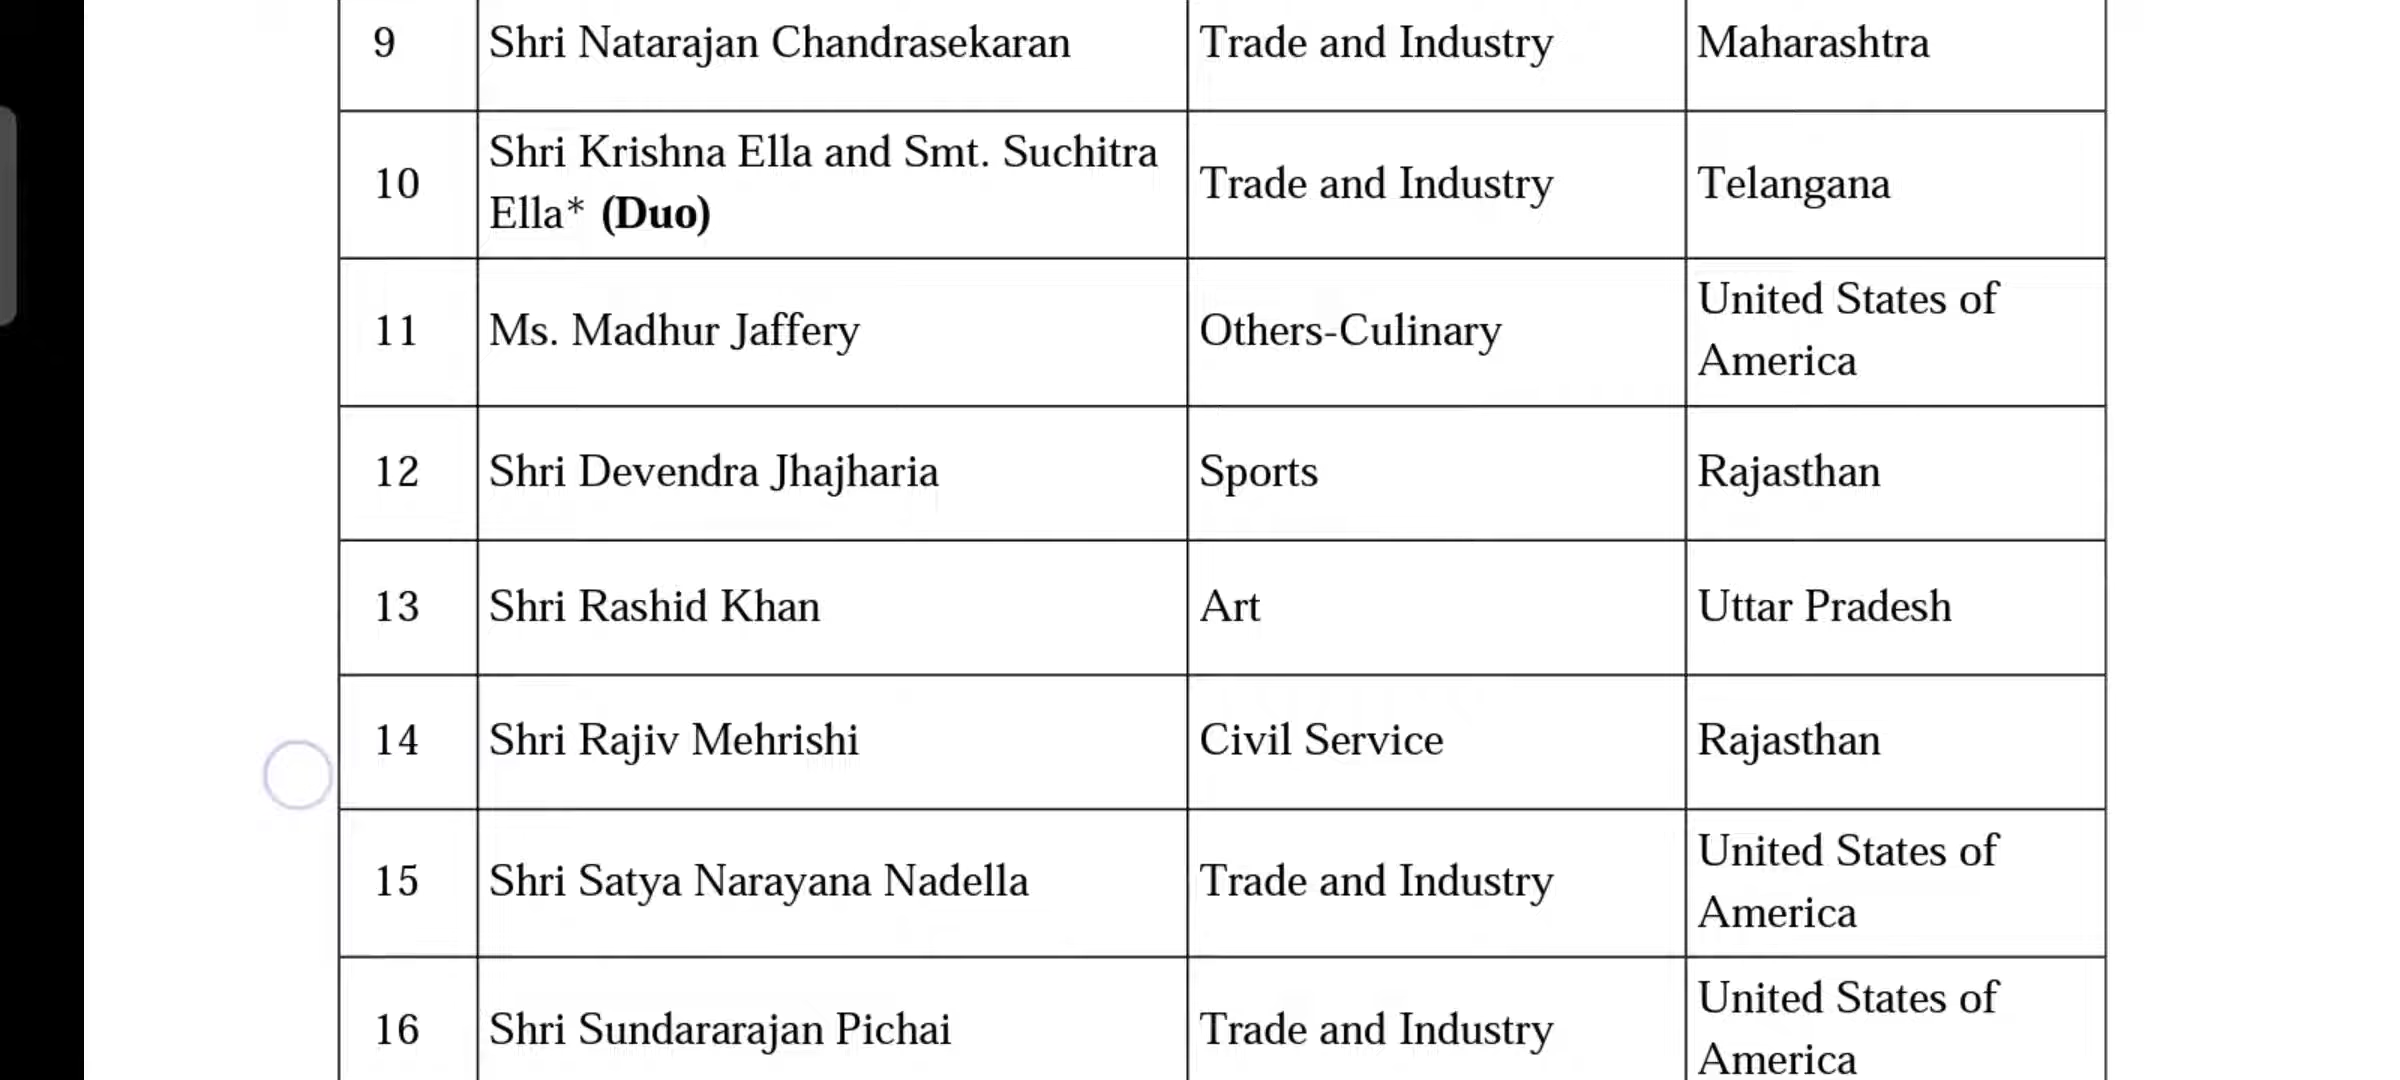 9 Shri Natarajan Chandrasekaran Trade and Industry Maharashtra
10 Shri Krishna Ella and Smt. Suchitra Ella* (Duo) Trade and Industry Telangana
11 Ms. Madhur Jaffery Others-Culinary United States of America
12 Shri Devendra Jhajharia Sports Rajasthan
13 Shri Rashid Khan Art Uttar Pradesh
14 Shri Rajiv Mehrishi Civil Service Rajasthan
15 Shri Satya Narayana Nadella Trade and Industry United States of America
16 Shri Sundararajan Pichai Trade and Industry United States of America